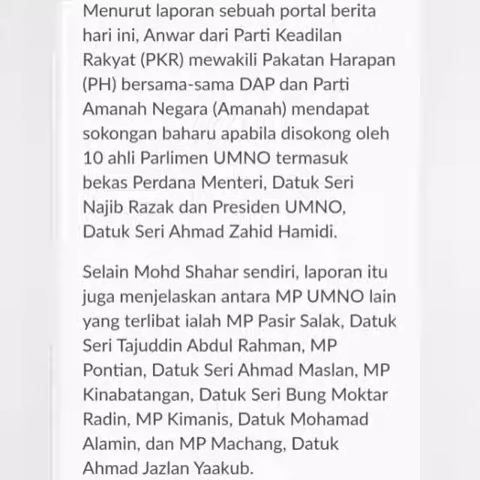 Menurut laporan sebuah portal berita
hari ini, Anwar dari Parti Keadilan
Rakyat (PKR) mewakili Pakatan Harapan
(PH) bersama-sama DAP dan Parti
Amanah Negara (Amanah) mendapat
sokongan baharu apabila disokong oleh
10 ahli Parlimen UMNO termasuk
bekas Perdana Menteri, Datuk Seri
Najib Razak dan Presiden UMNO,
Datuk Seri Ahmad Zahid Hamidi.
Selain Mohd Shahar sendiri, laporan itu
juga menjelaskan antara MP UMNO lain
yang terlibat ialah MP Pasir Salak, Datuk
Seri Tajuddin Abdul Rahman, MP
Pontian, Datuk Seri Ahmad Maslan, MP
Kinabatangan, Datuk Seri Bung Moktar
Radin, MP Kimanis, Datuk Mohamad
Alamin, dan MP Machang, Datuk
Ahmad Jazlan Yaakub.